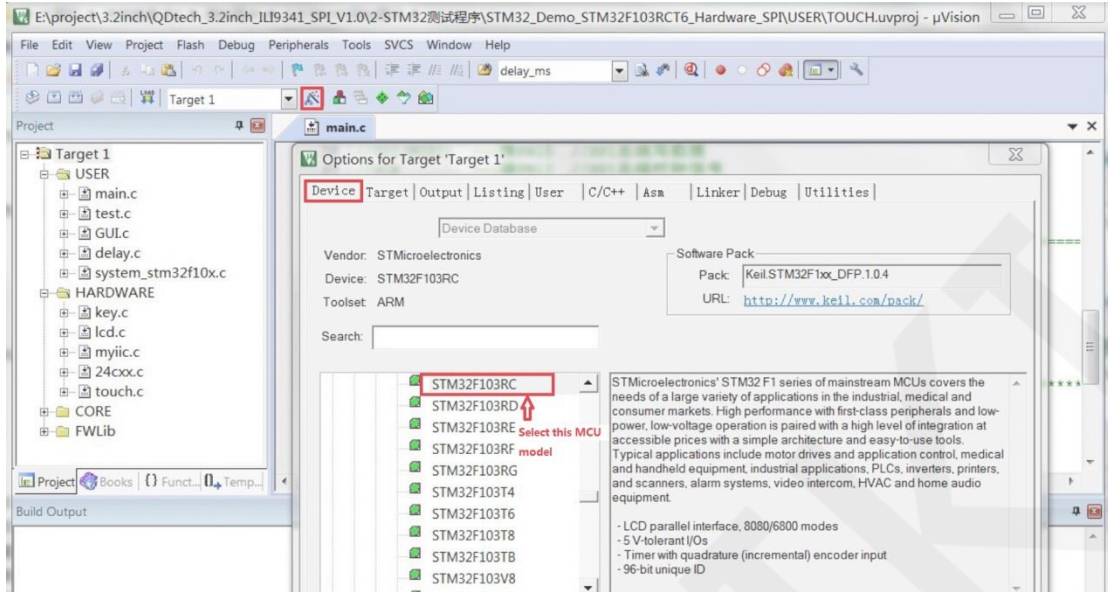 E:\project\3.2inch\QDtech_3.2inch_ILI9341_SPI_V1.0\2-STM32测试程序\STM32_Demo_STM32F103RCT6_Hardware_SPI\USER\TOUCH.uvproj - µVision
File Edit View Project Flash Debug Peripherals Tools SVCS Window Help
delay_ms
LOAD Target 1
Project
main.c
Target 1
USER
main.c
test.c
GUI.c
delay.c
system_stm32f10x.c
HARDWARE
key.c
lcd.c
myiic.c
24cxx.c
touch.c
CORE
FWLib
Project Books {} Funct... 0 Temp...
Build Output
Options for Target 'Target 1'
Device Target Output Listing User C/C++ Asm Linker Debug Utilities
Device Database
Vendor: STMicroelectronics
Device: STM32F103RC
Toolset: ARM
Search:
Software Pack
Pack: Keil.STM32F1xx_DFP.1.0.4
URL: http://www.keil.com/pack/
STM32F103RC
STM32F103RD
STM32F103RE
STM32F103RF
STM32F103RG
STM32F103T4
STM32F103T6
STM32F103T8
STM32F103TB
STM32F103V8
Select this MCU
model
STMicroelectronics' STM32 F1 series of mainstream MCUs covers the
needs of a large variety of applications in the industrial, medical and
consumer markets. High performance with first-class peripherals and low-
power, low-voltage operation is paired with a high level of integration at
accessible prices with a simple architecture and easy-to-use tools.
Typical applications include motor drives and application control, medical
and handheld equipment, industrial applications, PLCs, inverters, printers,
and scanners, alarm systems, video intercom, HVAC and home audio
equipment.
- LCD parallel interface, 8080/6800 modes
- 5 V-tolerant I/Os
- Timer with quadrature (incremental) encoder input
- 96-bit unique ID
====
****